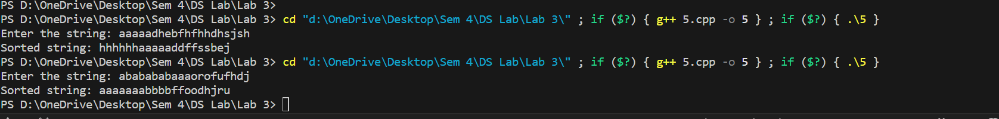 PS D:\OneDrive\Desktop\Sem 4\DS Lab\Lab 3>
PS D:\OneDrive\Desktop\Sem 4\DS Lab\Lab 3> cd "d:\OneDrive\Desktop\Sem 4\DS Lab\Lab 3\" ; if ($?) { g++ 5.cpp -o 5 } ; if ($?) { .\5 }
Enter the string: aaaaadhebfhfhhdhsjsh
Sorted string: hhhhhhaaaaaddffssbej
PS D:\OneDrive\Desktop\Sem 4\DS Lab\Lab 3> cd "d:\OneDrive\Desktop\Sem 4\DS Lab\Lab 3\" ; if ($?) { g++ 5.cpp -o 5 } ; if ($?) { .\5 }
Enter the string: ababababaaaorofufhdj
Sorted string: aaaaaaabbbbffoodhjru
PS D:\OneDrive\Desktop\Sem 4\DS Lab\Lab 3>